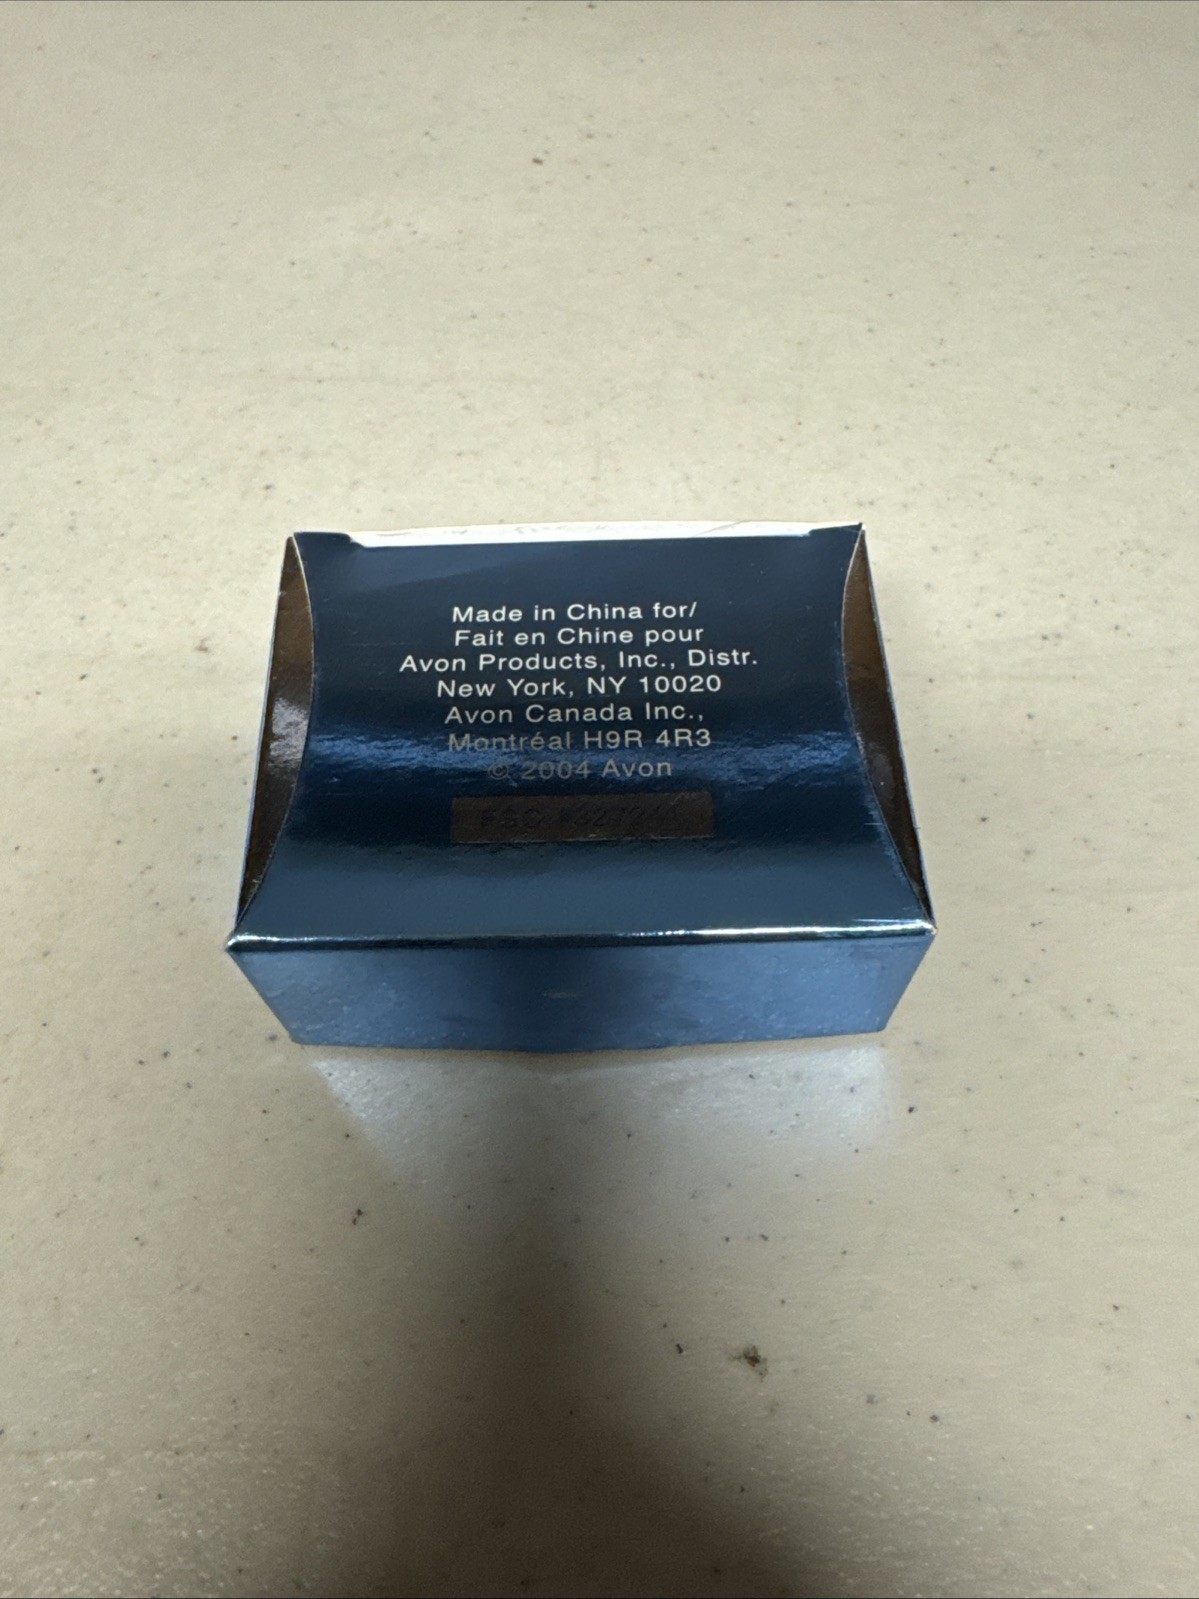 Made in China for/
Fait en Chine pour
Avon Products, Inc., Distr.
New York, NY 10020
Avon Canada Inc.,
Montréal H9R 4R3
© 2004 Avon
FSC